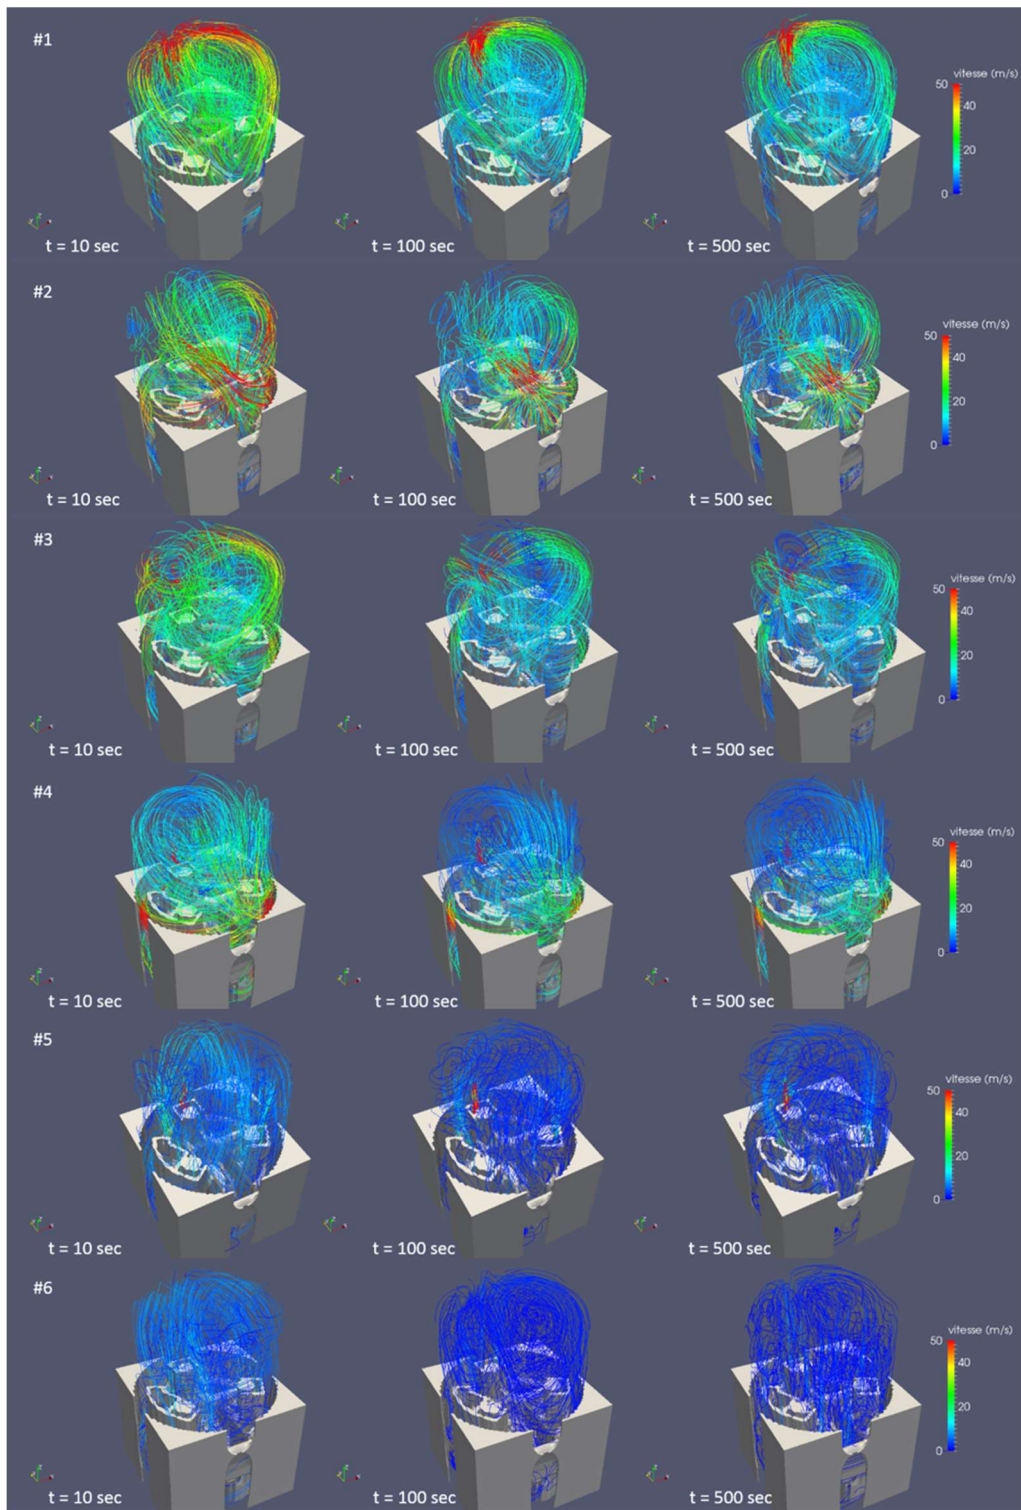 #1
vitesse (m/s)
50
40
20
0
t = 10 sec
t = 100 sec
t = 500 sec
#2
vitesse (m/s)
50
40
20
0
t = 10 sec
t = 100 sec
t = 500 sec
#3
vitesse (m/s)
50
40
20
0
t = 10 sec
t = 100 sec
t = 500 sec
#4
vitesse (m/s)
50
40
20
0
t = 10 sec
t = 100 sec
t = 500 sec
#5
vitesse (m/s)
50
40
20
0
t = 10 sec
t = 100 sec
t = 500 sec
#6
vitesse (m/s)
50
40
20
0
t = 10 sec
t = 100 sec
t = 500 sec